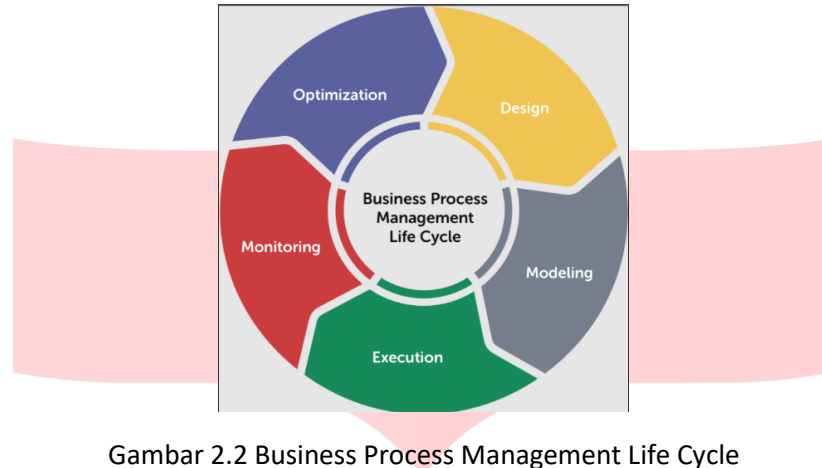 Optimization
Design
Business Process
Management
Life Cycle
Monitoring
Modeling
Execution
Gambar 2.2 Business Process Management Life Cycle